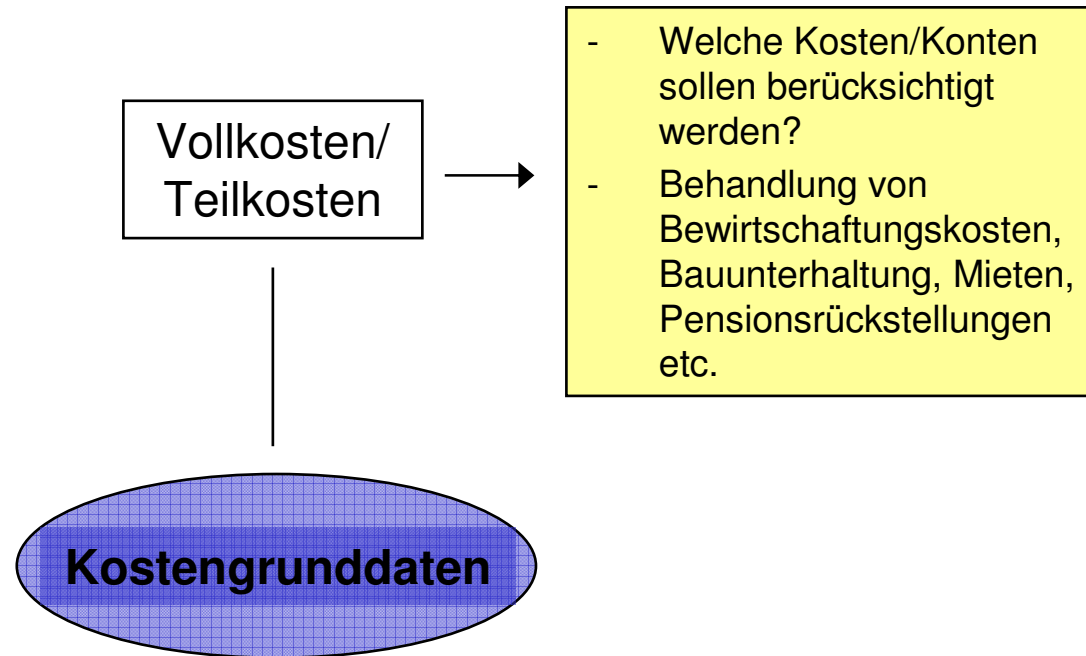 Vollkosten/
Teilkosten
- Welche Kosten/Konten
sollen berücksichtigt
werden?
- Behandlung von
Bewirtschaftungskosten,
Bauunterhaltung, Mieten,
Pensionsrückstellungen
etc.
Kostengrunddaten